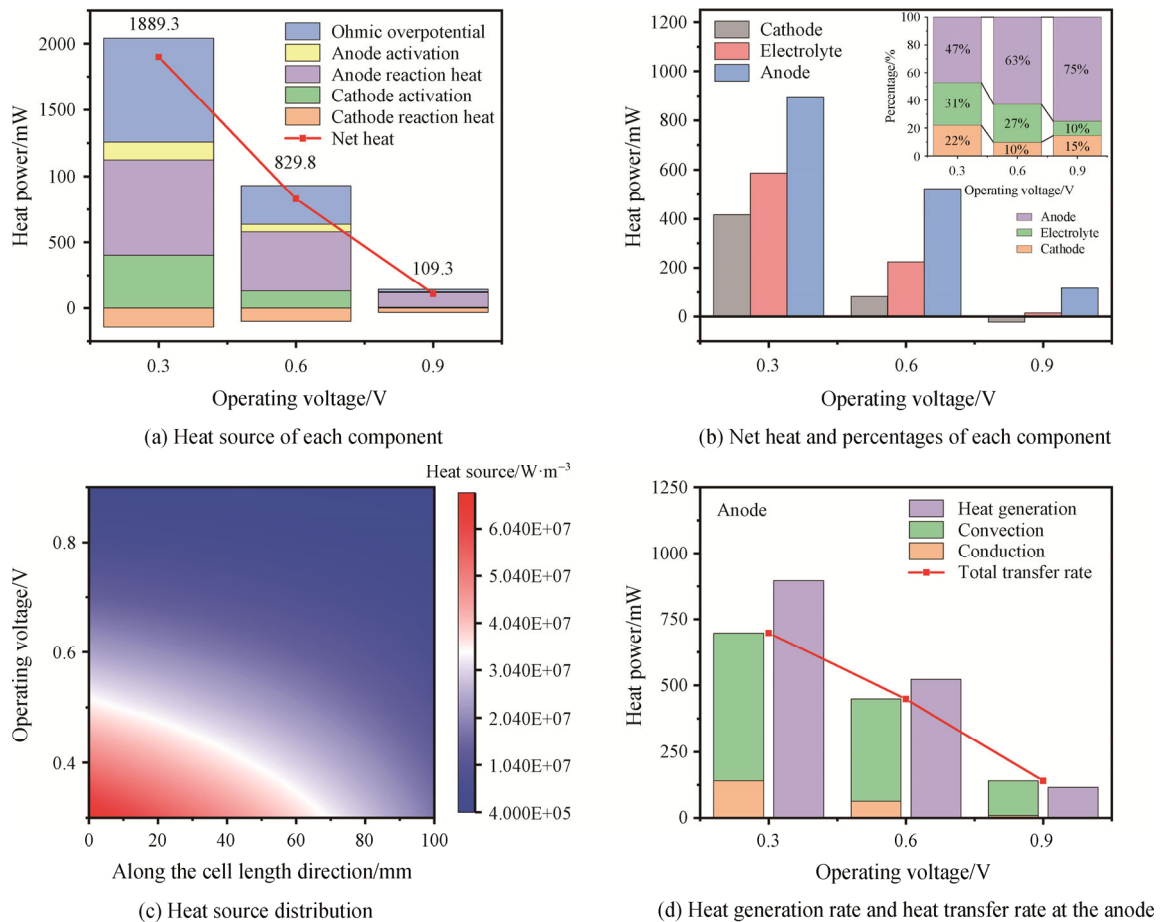 1889.3
829.8
109.3
Ohmic overpotential
Anode activation
Anode reaction heat
Cathode activation
Cathode reaction heat
Net heat
Heat power/mW
2000
1500
100
500
0
0.3 0.6 0.9
Operating voltage/V
(a) Heat source of each component
Cathode
Electrolyte
Anode
Heat power/mW
1200
1000
800
600
400
200
0
0.3 0.6 0.9
Operating voltage/V
Percentage/%
100
80
60
40
20
0
47% 63% 75%
31% 27% 10%
22% 10% 15%
0.3 0.6 0.9
Operating voltage/V
Anode
Electrolyte
Cathode
(b) Net heat and percentages of each component
Heat source/W·m⁻³
6.040E+07
5.040E+07
4.040E+07
3.040E+07
2.040E+07
1.040E+07
4.000E+05
Operating voltage/V
0.8
0.6
0.4
0 20 40 60 80 100
Along the cell length direction/mm
(c) Heat source distribution
Anode
Heat generation
Convection
Conduction
Total transfer rate
Heat power/mW
1250
1000
750
500
250
0
0.3 0.6 0.9
Operating voltage/V
(d) Heat generation rate and heat transfer rate at the anode